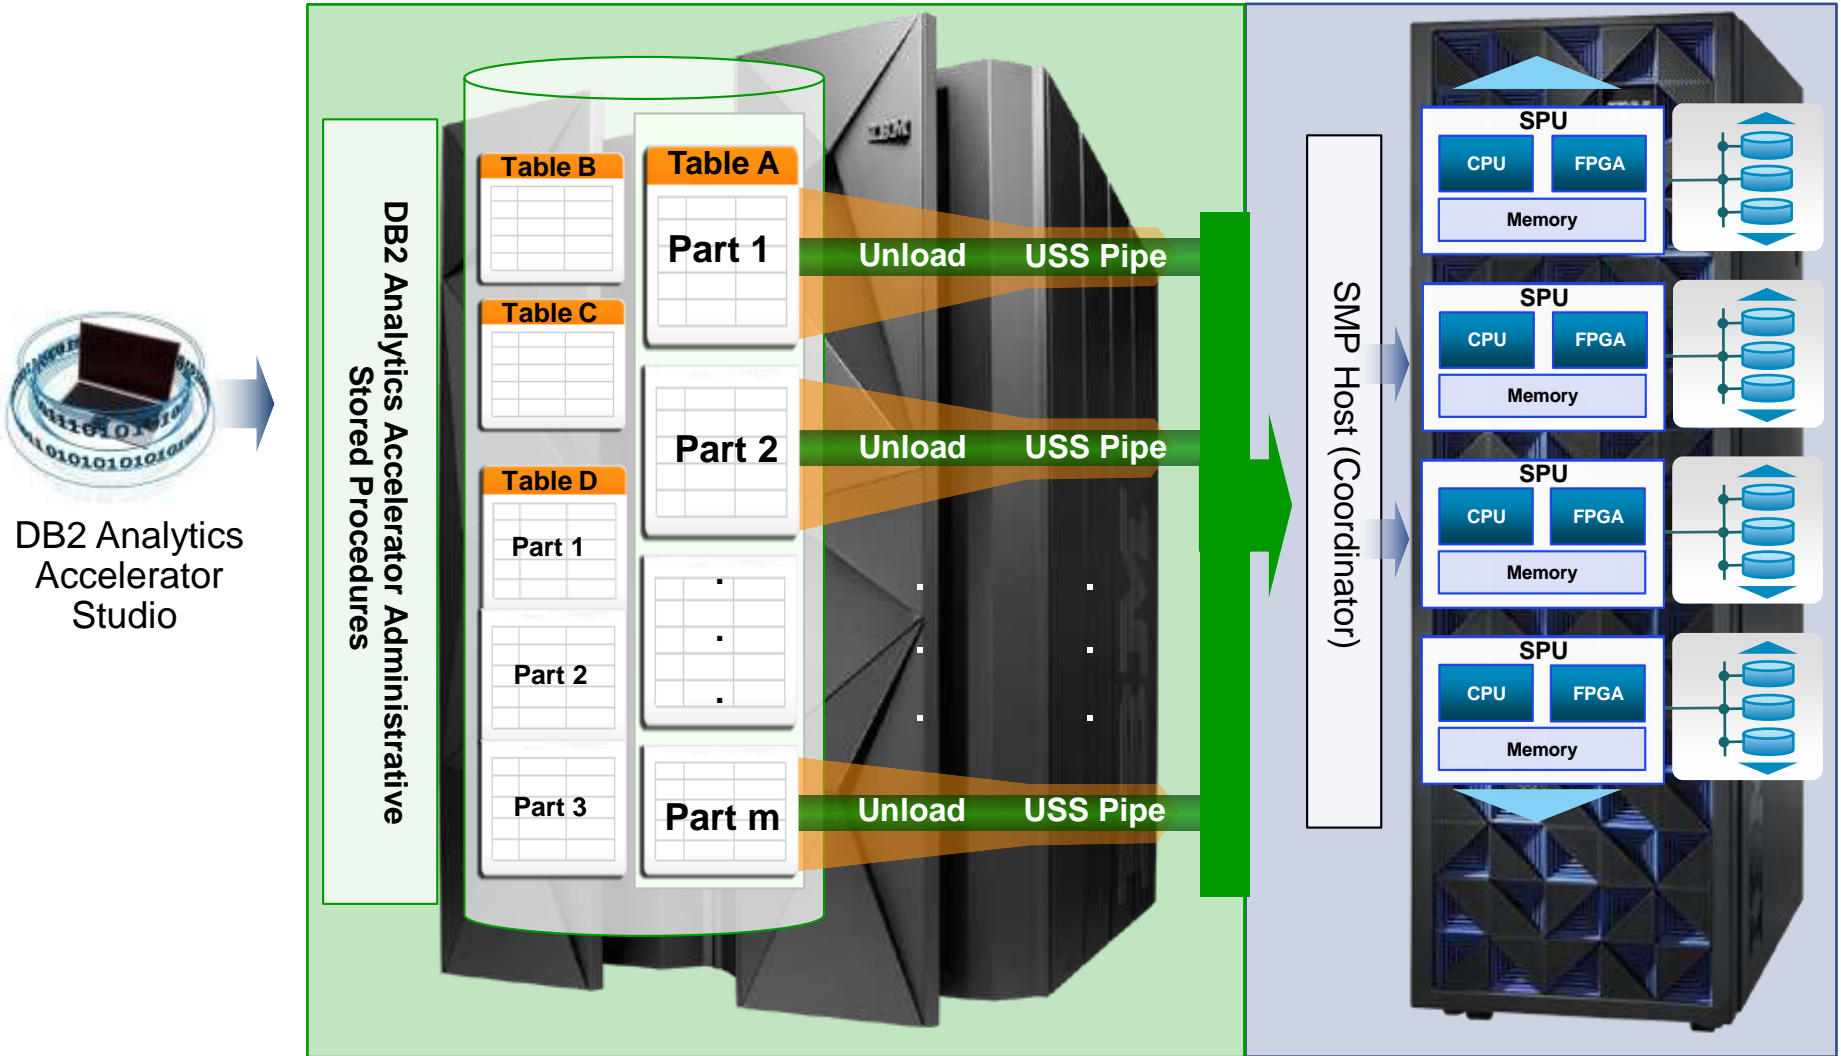 DB2 Analytics
Accelerator
Studio
DB2 Analytics Accelerator Administrative
Stored Procedures
Table B
Table C
Table D
Part 1
Part 2
Part 3
Table A
Part 1
Part 2
.
.
.
Part m
IBM
Unload USS Pipe
Unload USS Pipe
. .
. .
. .
Unload USS Pipe
SMP Host (Coordinator)
SPU
CPU FPGA
Memory
SPU
CPU FPGA
Memory
SPU
CPU FPGA
Memory
SPU
CPU FPGA
Memory